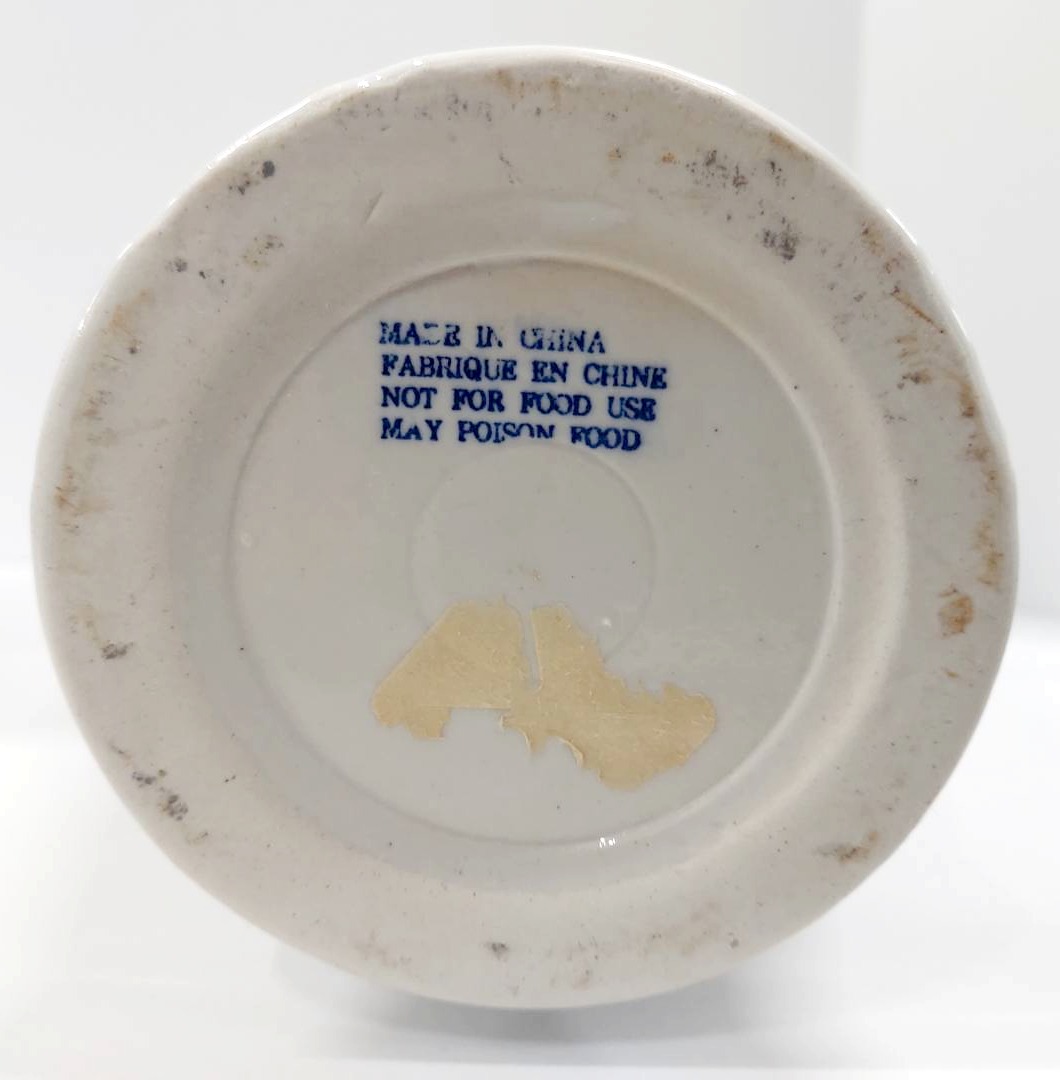 MADE IN CHINA
FABRIQUE EN CHINE
NOT FOR FOOD USE
MAY POISON FOOD